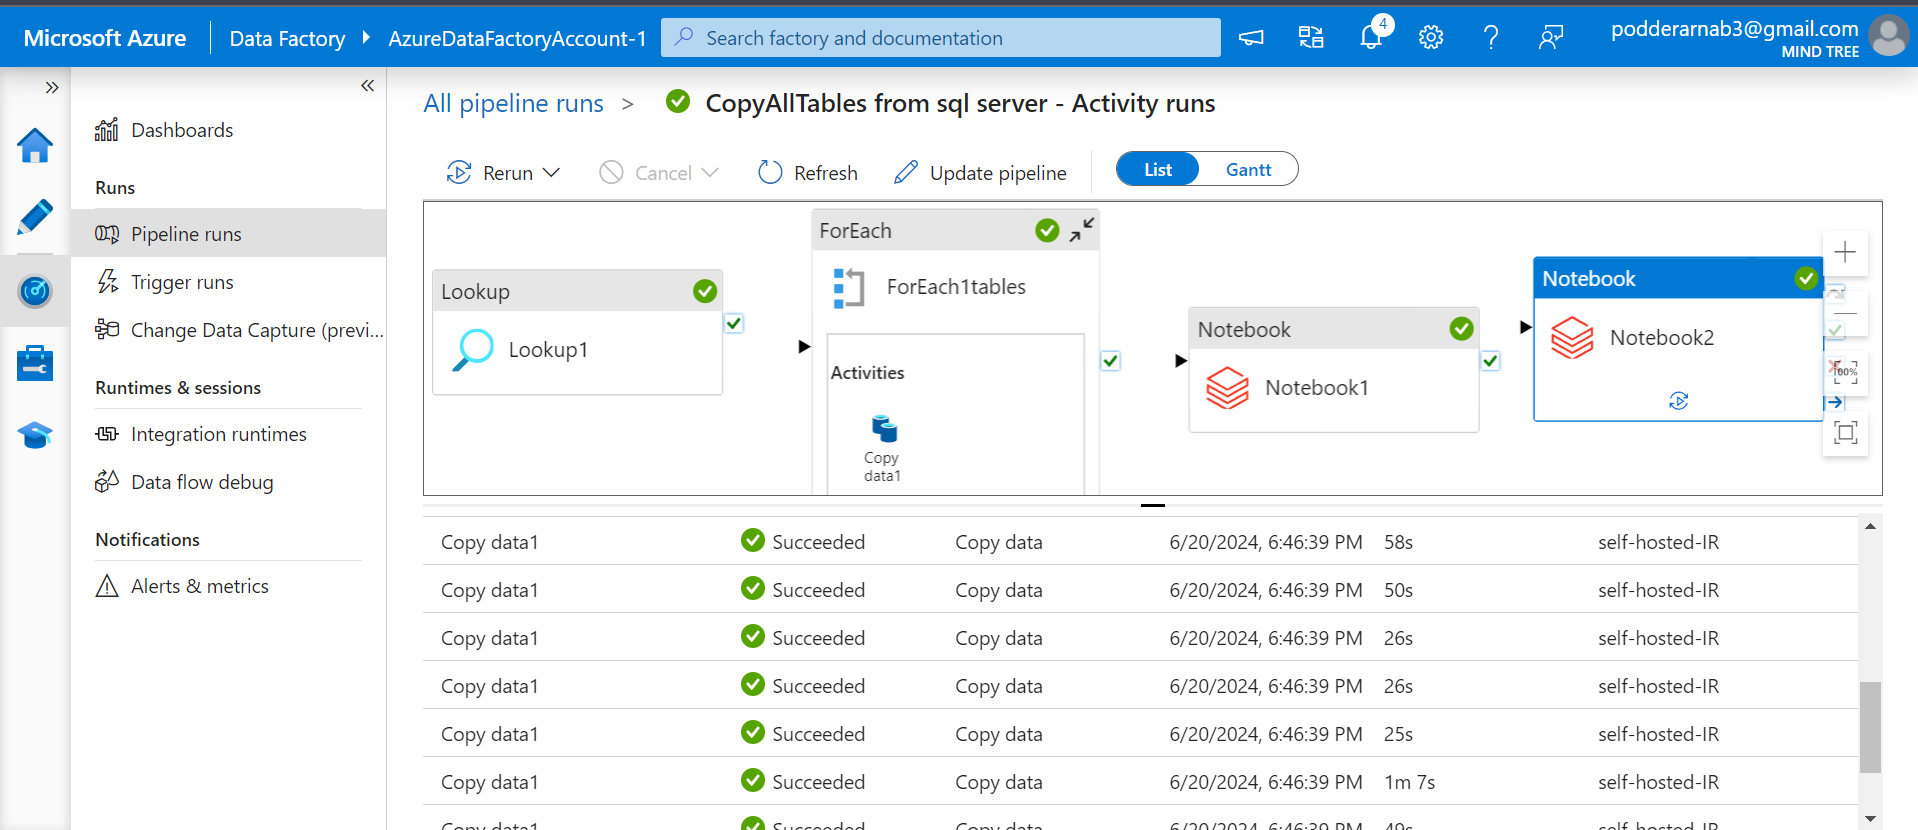 Microsoft Azure
Data Factory
AzureDataFactoryAccount-1
Search factory and documentation
4
podderarnab3@gmail.com
MIND TREE
Dashboards
Runs
Pipeline runs
Trigger runs
Change Data Capture (previ...
Runtimes & sessions
Integration runtimes
Data flow debug
Notifications
Alerts & metrics
All pipeline runs > CopyAllTables from sql server - Activity runs
Rerun
Cancel
Refresh
Update pipeline
List
Gantt
Lookup
Lookup1
ForEach
ForEach1tables
Activities
Copy
data1
Notebook
Notebook1
Notebook
Notebook2
100%
Copy data1 Succeeded Copy data 6/20/2024, 6:46:39 PM 58s self-hosted-IR
Copy data1 Succeeded Copy data 6/20/2024, 6:46:39 PM 50s self-hosted-IR
Copy data1 Succeeded Copy data 6/20/2024, 6:46:39 PM 26s self-hosted-IR
Copy data1 Succeeded Copy data 6/20/2024, 6:46:39 PM 26s self-hosted-IR
Copy data1 Succeeded Copy data 6/20/2024, 6:46:39 PM 25s self-hosted-IR
Copy data1 Succeeded Copy data 6/20/2024, 6:46:39 PM 1m 7s self-hosted-IR
Copy data1 Succeeded Copy data 6/20/2024, 6:46:39 PM 49s self-hosted-IR